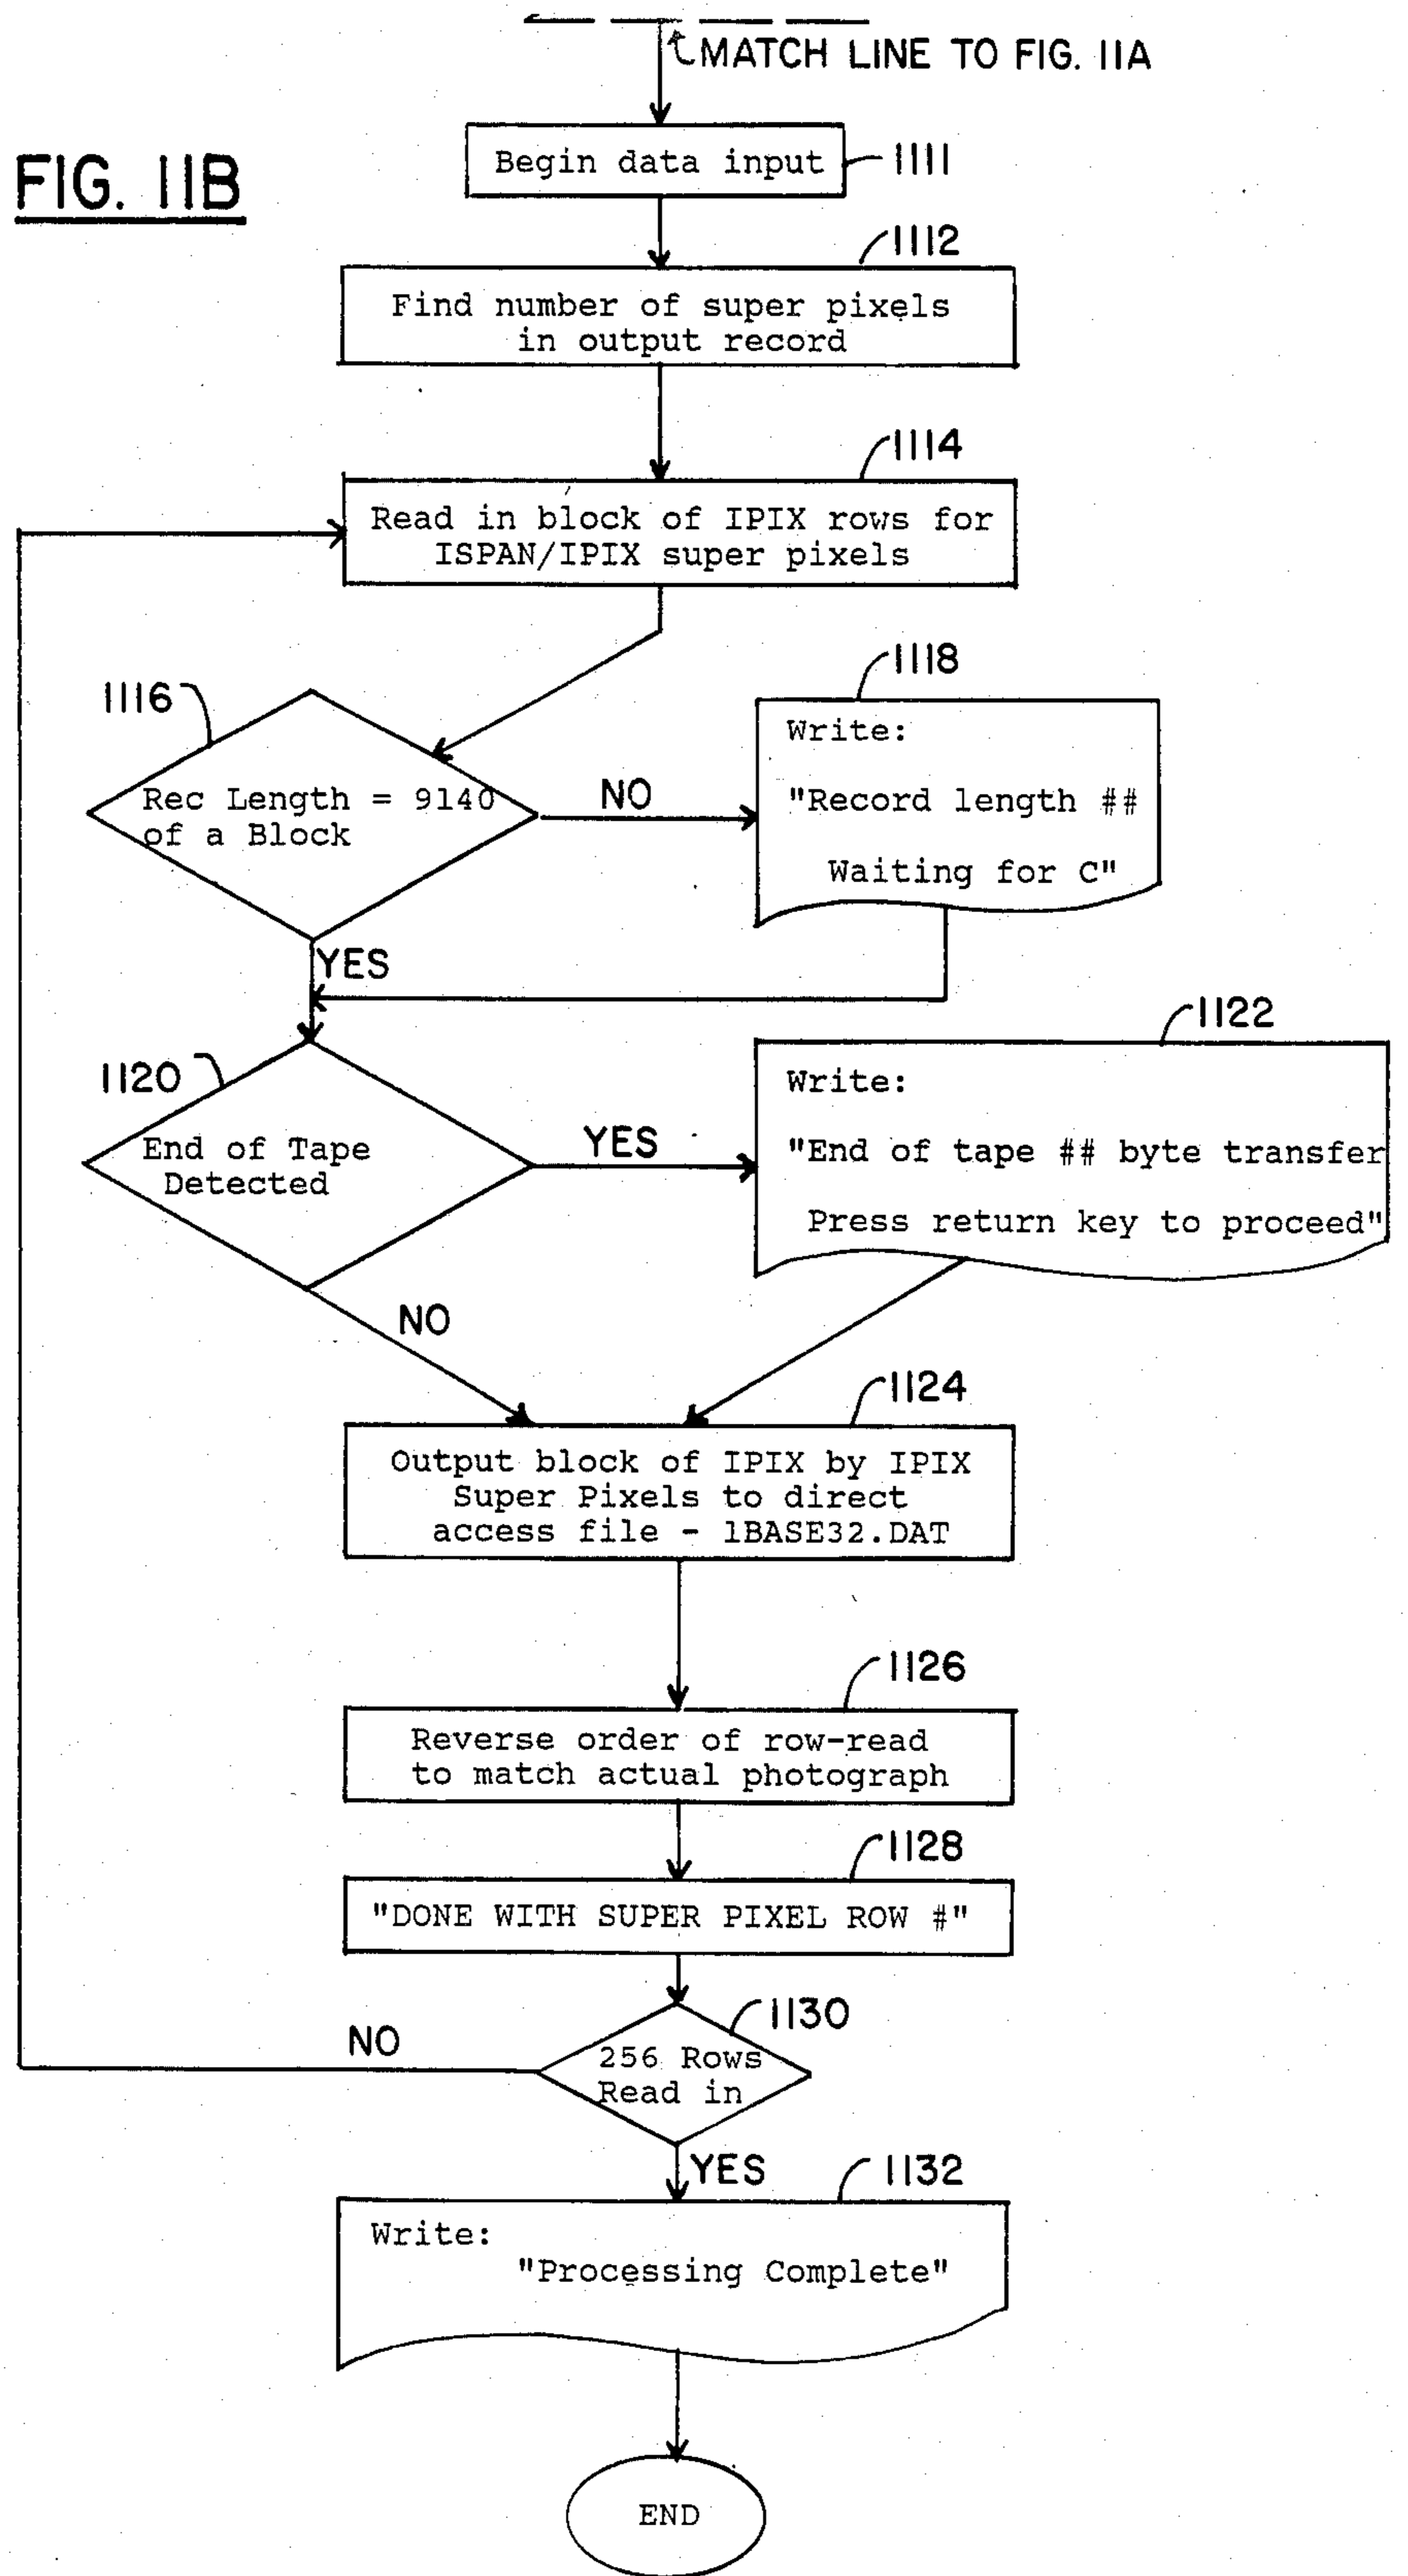 MATCH LINE TO FIG. 11A
FIG. 11B
Begin data input
1111
1112
Find number of super pixels
in output record
1114
Read in block of IPIX rows for
ISPAN/IPIX super pixels
1116
Rec Length = 9140
of a Block
NO
1118
Write:
"Record length ##
Waiting for C"
YES
1120
End of Tape
Detected
YES
1122
Write:
"End of tape ## byte transfer
Press return key to proceed"
NO
1124
Output block of IPIX by IPIX
Super Pixels to direct
access file - 1BASE32.DAT
1126
Reverse order of row-read
to match actual photograph
1128
"DONE WITH SUPER PIXEL ROW #"
1130
256 Rows
Read in
NO
YES
1132
Write:
"Processing Complete"
END